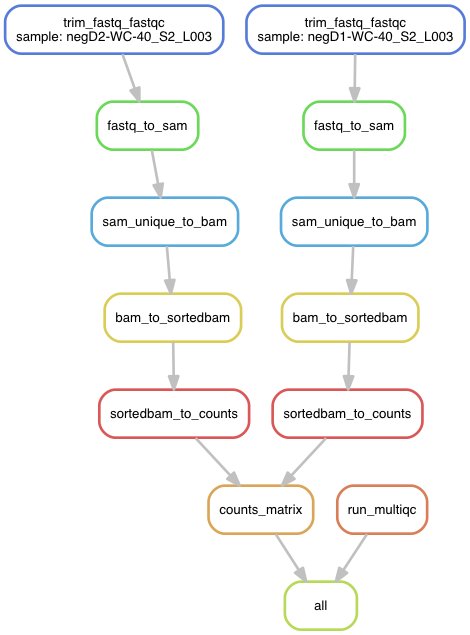 trim_fastq_fastqc
sample: negD2-WC-40_S2_L003
trim_fastq_fastqc
sample: negD1-WC-40_S2_L003
fastq_to_sam
fastq_to_sam
sam_unique_to_bam
sam_unique_to_bam
bam_to_sortedbam
bam_to_sortedbam
sortedbam_to_counts
sortedbam_to_counts
counts_matrix
run_multiqc
all